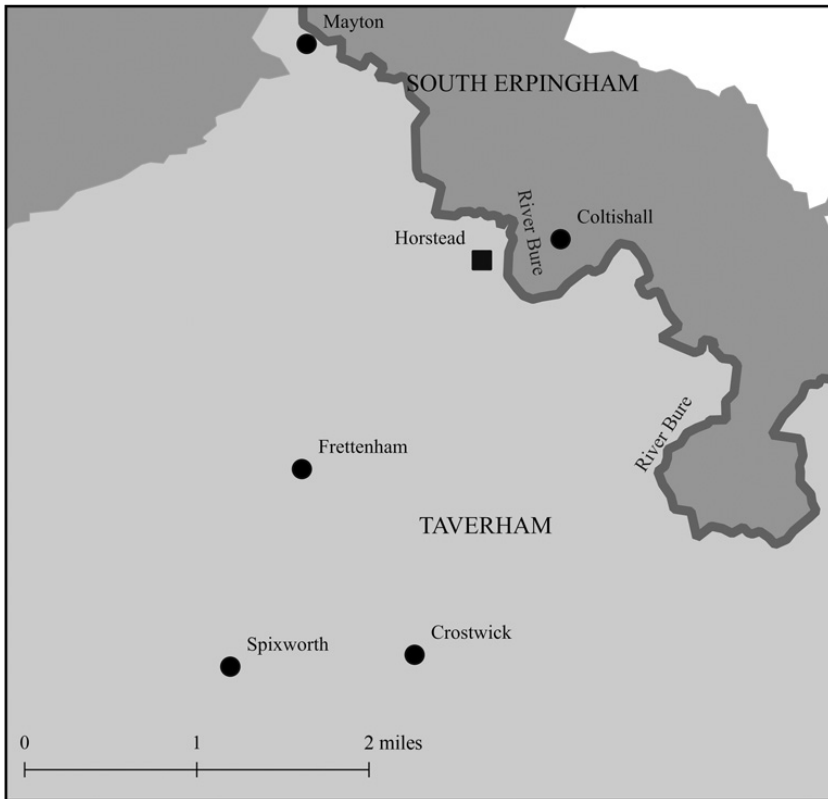 Mayton
SOUTH ERPINGHAM
River Bure
Coltishall
Horstead
River Bure
Frettenham
TAVERHAM
Crostwick
Spixworth
0 1 2 miles